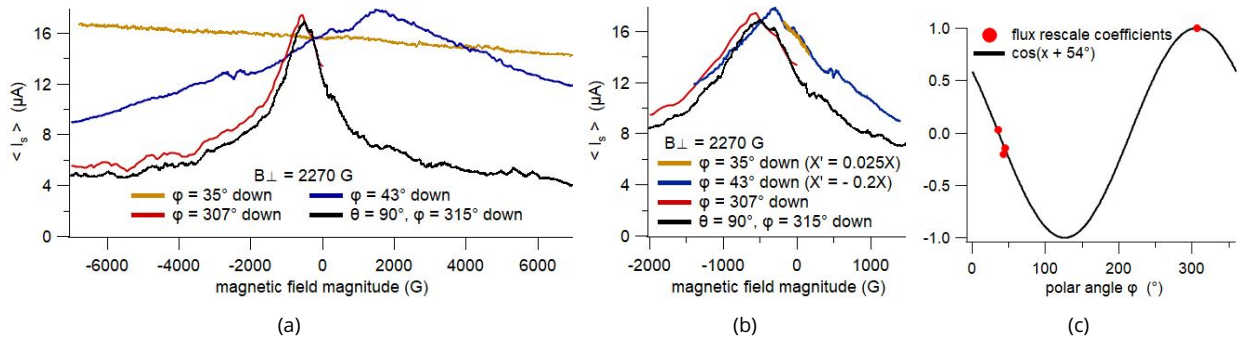 16
12
8
4
0
< I_s > (µA)
B⊥ = 2270 G
φ = 35° down
φ = 43° down
φ = 307° down
θ = 90°, φ = 315° down
-6000 -4000 -2000 0 2000 4000 6000
magnetic field magnitude (G)
(a)
16
12
8
4
0
< I_s > (µA)
B⊥ = 2270 G
φ = 35° down (X' = 0.025X)
φ = 43° down (X' = - 0.2X)
φ = 307° down
θ = 90°, φ = 315° down
-2000 -1000 0 1000
magnetic field magnitude (G)
(b)
1.0
0.5
0.0
-0.5
-1.0
flux rescale coefficients
cos(x + 54°)
0 100 200 300
polar angle φ (°)
(c)